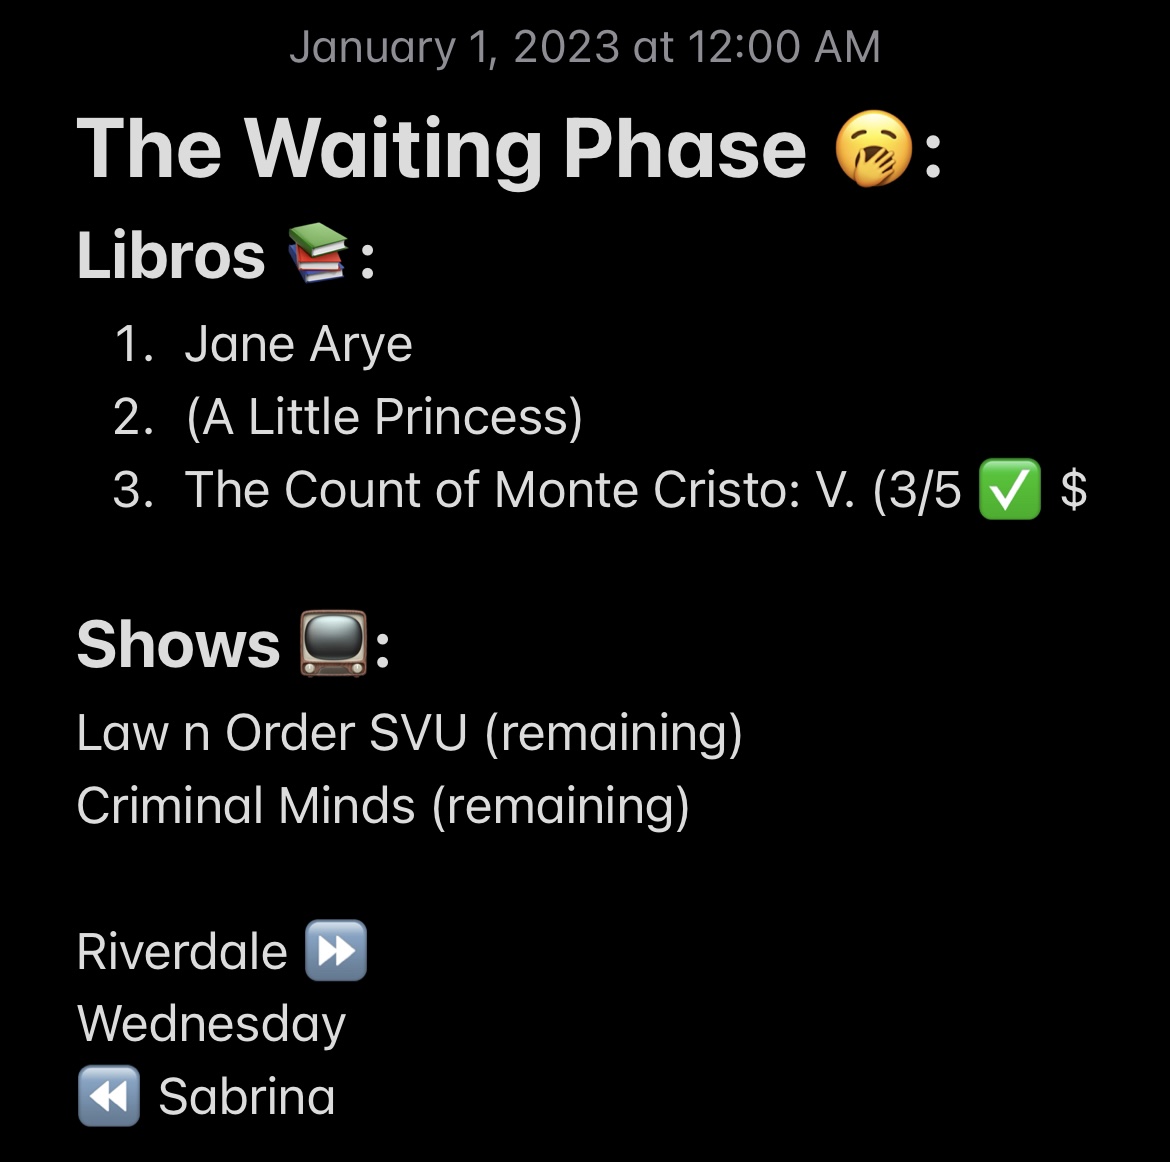 January 1, 2023 at 12:00 AM
The Waiting Phase 🥱:
Libros 📚:
1. Jane Arye
2. (A Little Princess)
3. The Count of Monte Cristo: V. (3/5 ✅ $
Shows 📺:
Law n Order SVU (remaining)
Criminal Minds (remaining)
Riverdale ⏩
Wednesday
⏪ Sabrina